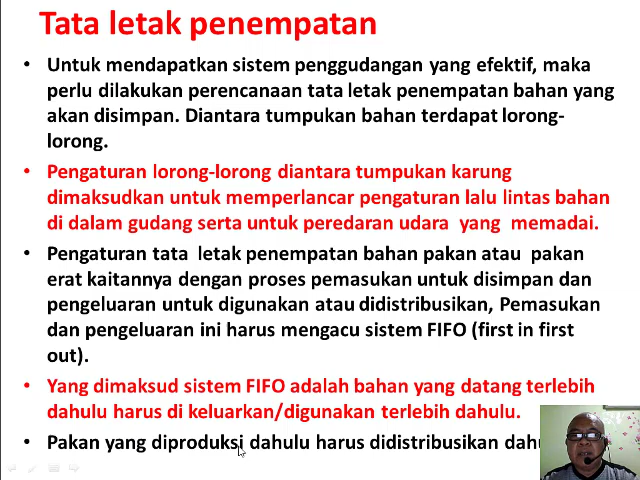 Tata letak penempatan
• Untuk mendapatkan sistem penggudangan yang efektif, maka
perlu dilakukan perencanaan tata letak penempatan bahan yang
akan disimpan. Diantara tumpukan bahan terdapat lorong-
lorong.
• Pengaturan lorong-lorong diantara tumpukan karung
dimaksudkan untuk memperlancar pengaturan lalu lintas bahan
di dalam gudang serta untuk peredaran udara yang memadai.
• Pengaturan tata letak penempatan bahan pakan atau pakan
erat kaitannya dengan proses pemasukan untuk disimpan dan
pengeluaran untuk digunakan atau didistribusikan, Pemasukan
dan pengeluaran ini harus mengacu sistem FIFO (first in first
out).
• Yang dimaksud sistem FIFO adalah bahan yang datang terlebih
dahulu harus di keluarkan/digunakan terlebih dahulu.
• Pakan yang diproduksi dahulu harus didistribusikan